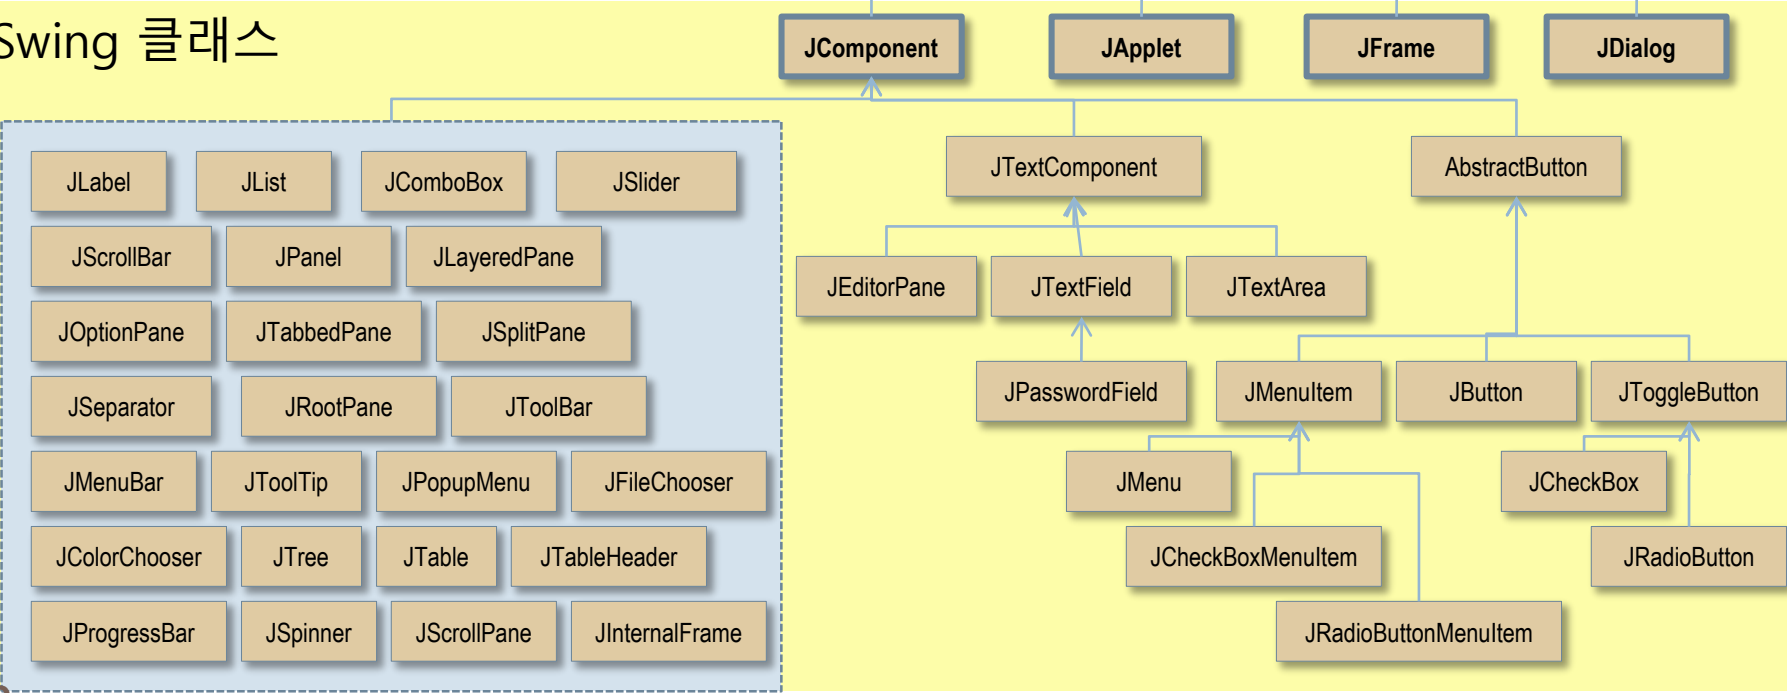 Swing 클래스
JComponent JApplet JFrame JDialog
JLabel JList JComboBox JSlider
JScrollBar JPanel JLayeredPane
JOptionPane JTabbedPane JSplitPane
JSeparator JRootPane JToolBar
JMenuBar JToolTip JPopupMenu JFileChooser
JColorChooser JTree JTable JTableHeader
JProgressBar JSpinner JScrollPane JInternalFrame
JTextComponent AbstractButton
JEditorPane JTextField JTextArea
JPasswordField JMenuItem JButton JToggleButton
JMenu JCheckBox
JCheckBoxMenuItem JRadioButton
JRadioButtonMenuItem